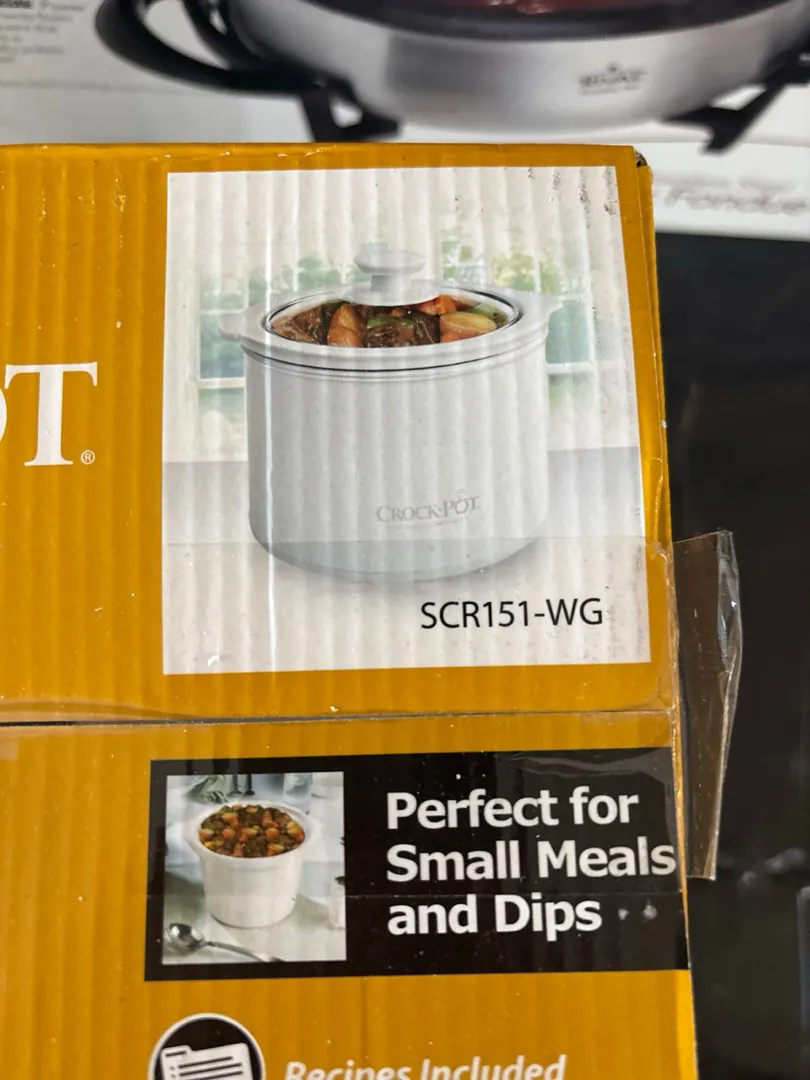 Fondue
OT®
CROCK·POT
SCR151-WG
Perfect for
Small Meals
and Dips
Recipes Included